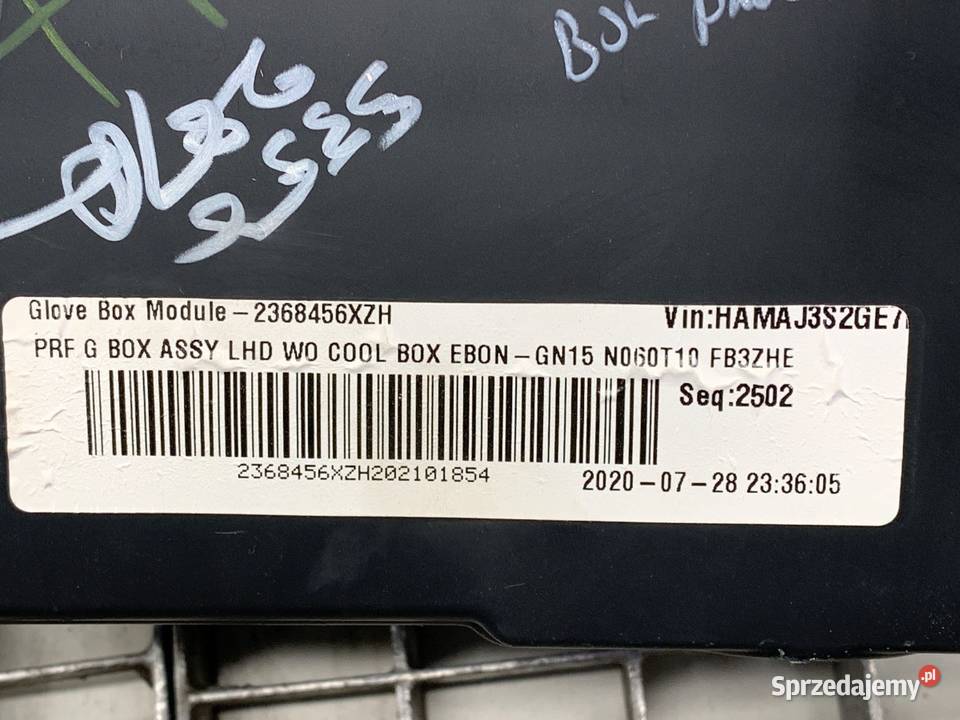 Glove Box Module-2368456XZH
Vin:HAMAJ3S2GE7
PRF G BOX ASSY LHD WO COOL BOX EBON-GN15 N060T10 FB3ZHE
Seq:2502
2368456XZH202101854
2020-07-28 23:36:05
Sprzedajemy.pl